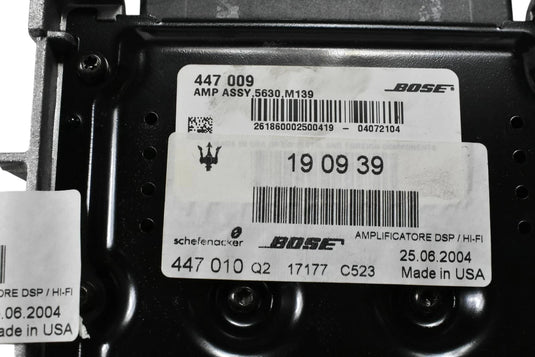 447 009
AMP ASSY,5630,M139
BOSE
261860002500419 - 04072104
19 09 39
schefenacker
BOSE
AMPLIFICATORE DSP / HI-FI
25.06.2004
447 010 Q2 17177 C523
Made in USA
ORE DSP / HI-FI
.06.2004
ade in USA